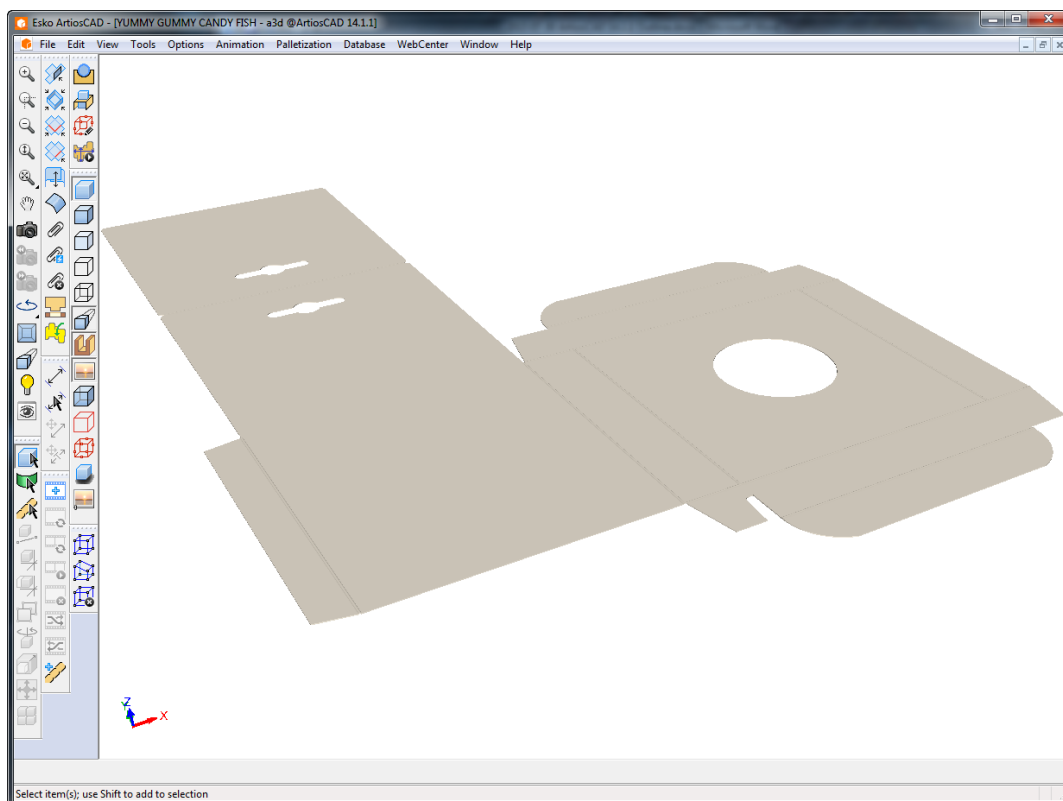 Esko ArtiosCAD - [YUMMY GUMMY CANDY FISH - a3d @ArtiosCAD 14.1.1]
File Edit View Tools Options Animation Palletization Database WebCenter Window Help
Z
X
Select item(s); use Shift to add to selection